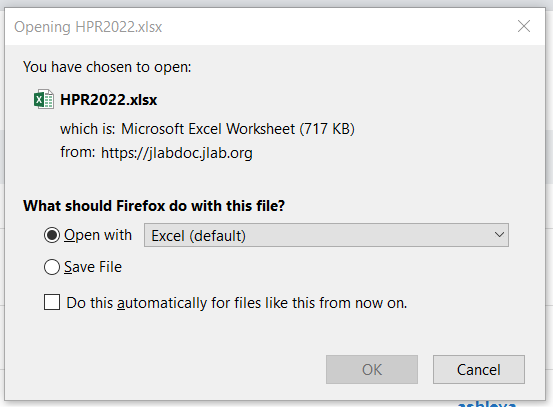 Opening HPR2022.xlsx
You have chosen to open:
HPR2022.xlsx
which is: Microsoft Excel Worksheet (717 KB)
from: https://jlabdoc.jlab.org
What should Firefox do with this file?
Open with Excel (default)
Save File
Do this automatically for files like this from now on.
OK Cancel